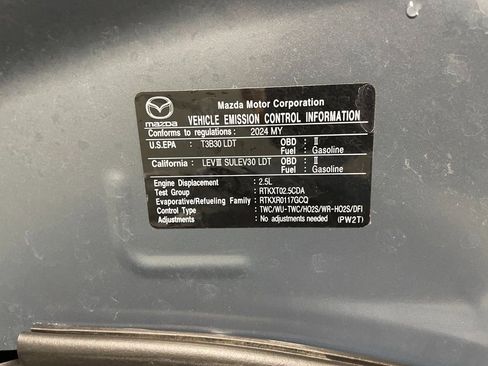 Mazda Motor Corporation
mazda VEHICLE EMISSION CONTROL INFORMATION
Conforms to regulations: 2024 MY
U.S.EPA : T3B30 LDT OBD : II
Fuel : Gasoline
California : LEVⅢ SULEV30 LDT OBD : II
Fuel : Gasoline
Engine Displacement : 2.5L
Test Group : RTKXT02.5CDA
Evaporative/Refueling Family : RTKXR0117GCQ
Control Type : TWC/WU-TWC/HO2S/WR-HO2S/DFI
Adjustments : No adjustments needed (PW2T)